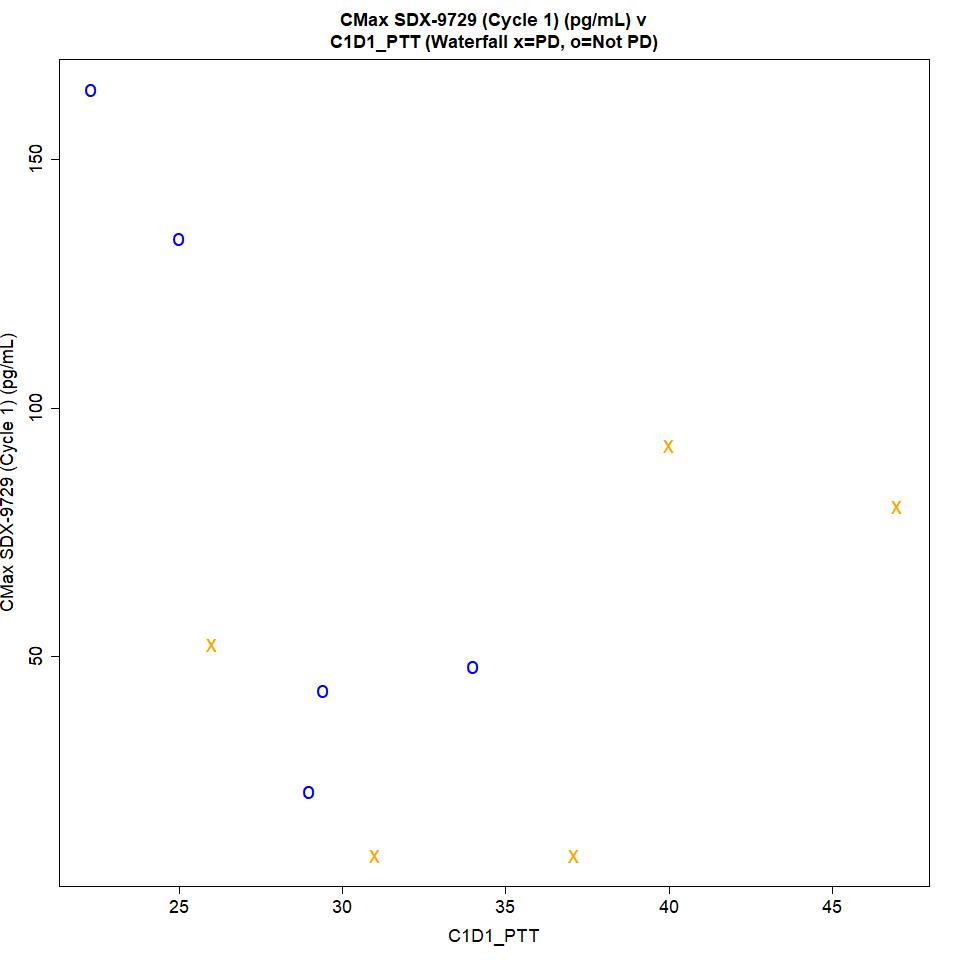 CMax SDX-9729 (Cycle 1) (pg/mL) v
C1D1_PTT (Waterfall x=PD, o=Not PD)
CMax SDX-9729 (Cycle 1) (pg/mL)
150
100
50
O
O
X
X
X
O
O
O
X
X
25
30
35
40
45
C1D1_PTT